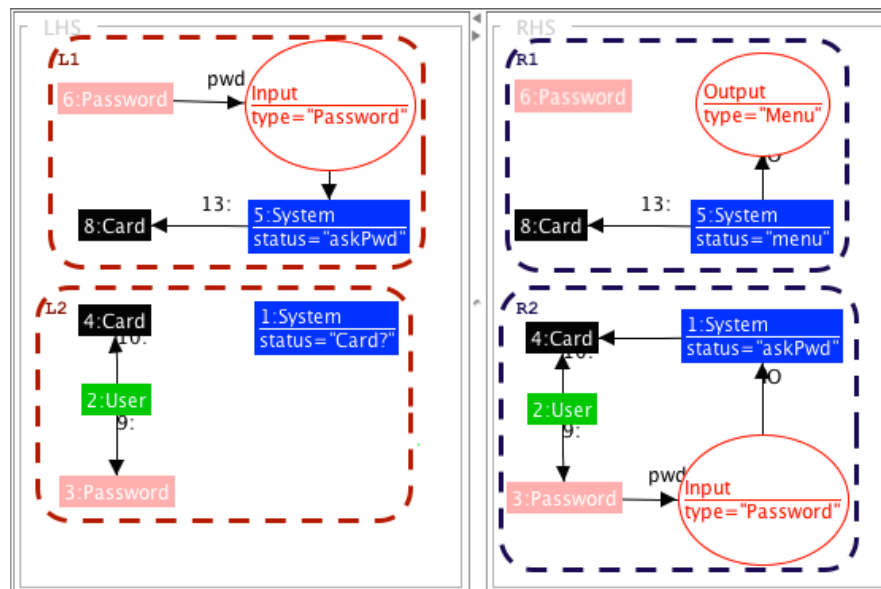 LHS
L1
pwd
6:Password
Input
type="Password"
13:
8:Card
5:System
status="askPwd"
L2
4:Card
10:
1:System
status="Card?"
2:User
9:
3:Password
RHS
R1
6:Password
Output
type="Menu"
O
13:
8:Card
5:System
status="menu"
R2
4:Card
10:
1:System
status="askPwd"
O
2:User
9:
pwd
3:Password
Input
type="Password"